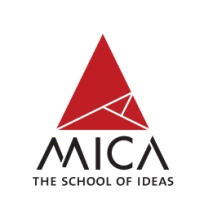 MICA
THE SCHOOL OF IDEAS